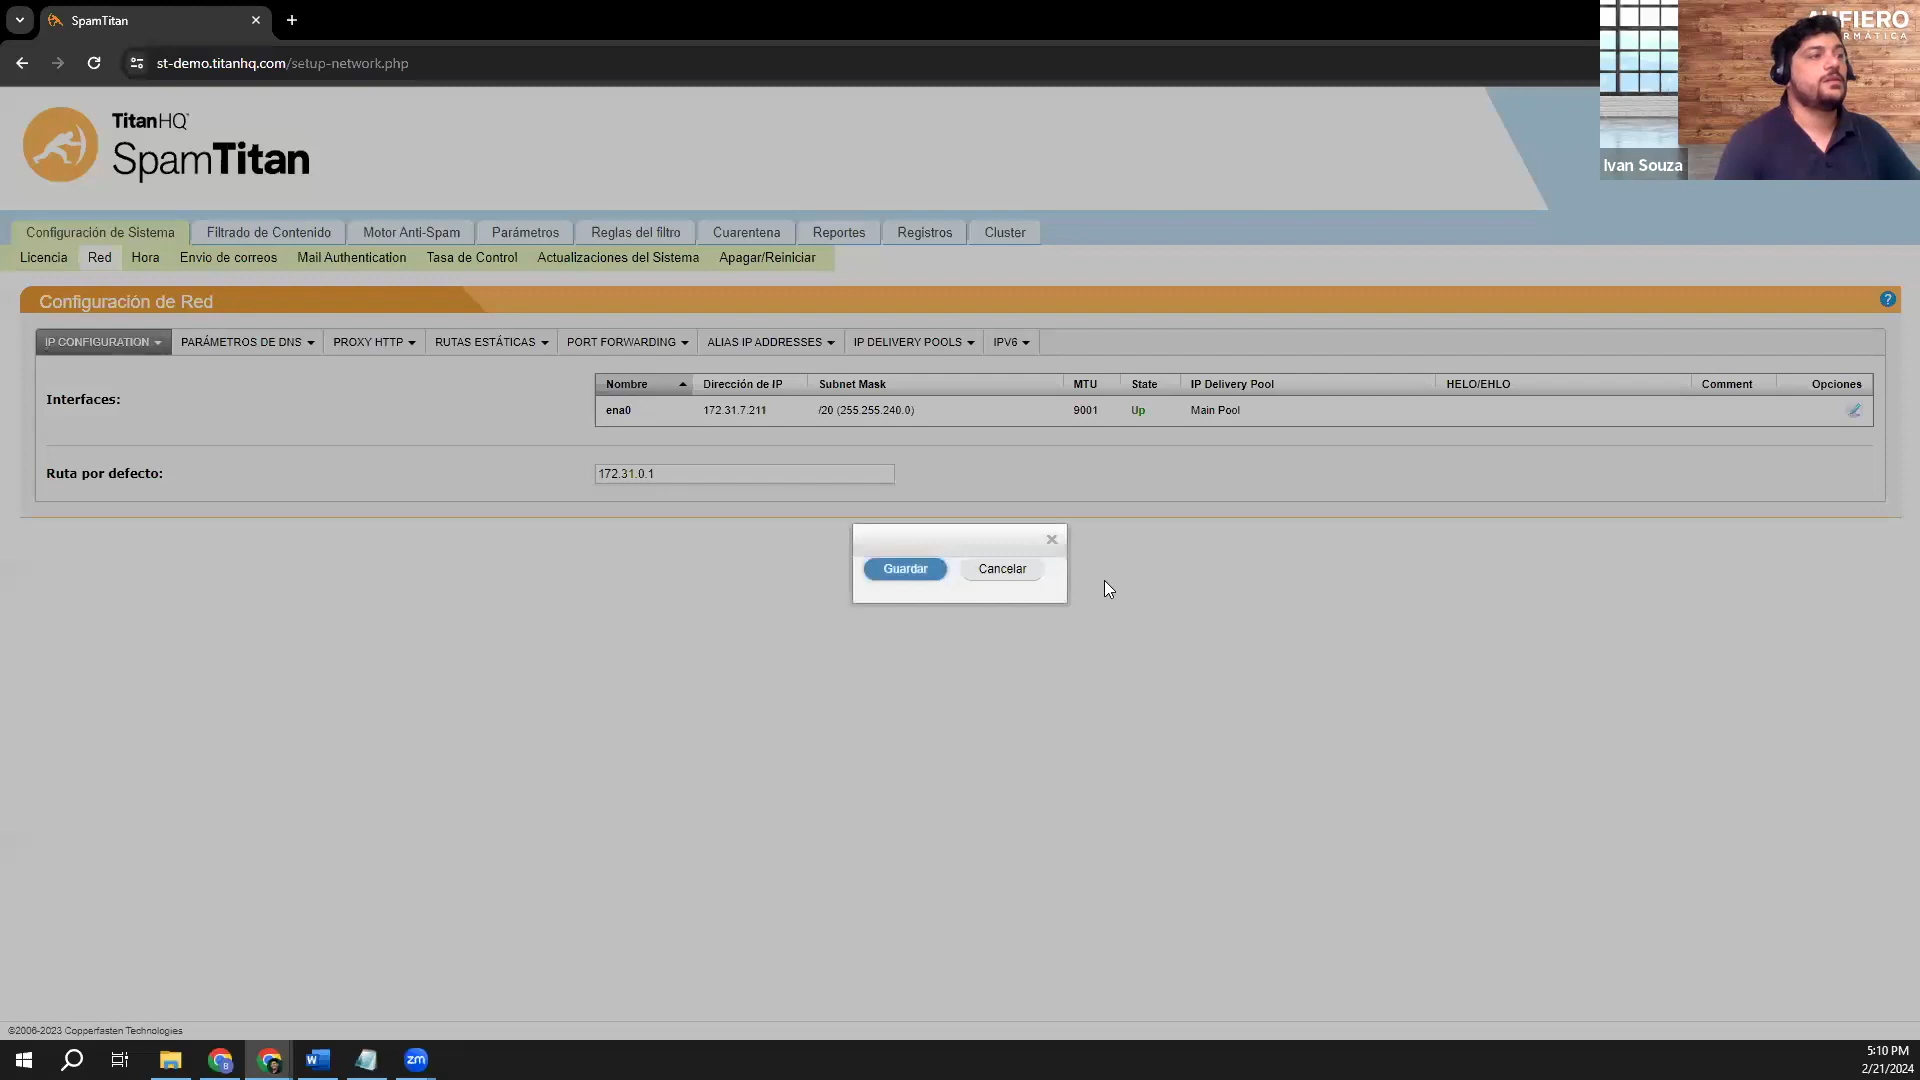 SpamTitan
st-demo.titanhq.com/setup-network.php
Ivan Souza
TitanHQ
SpamTitan
Configuración de Sistema
Filtrado de Contenido
Motor Anti-Spam
Parámetros
Reglas del filtro
Cuarentena
Reportes
Registros
Cluster
Licencia
Red
Hora
Envio de correos
Mail Authentication
Tasa de Control
Actualizaciones del Sistema
Apagar/Reiniciar
Configuración de Red
?
IP CONFIGURATION
PARÁMETROS DE DNS
PROXY HTTP
RUTAS ESTÁTICAS
PORT FORWARDING
ALIAS IP ADDRESSES
IP DELIVERY POOLS
IPV6
Interfaces:
Nombre Dirección de IP Subnet Mask MTU State IP Delivery Pool HELO/EHLO Comment Opciones
ena0 172.31.7.211 /20 (255.255.240.0) 9001 Up Main Pool
Ruta por defecto:
172.31.0.1
Guardar
Cancelar
©2006-2023 Copperfasten Technologies
zm
5:10 PM
2/21/2024